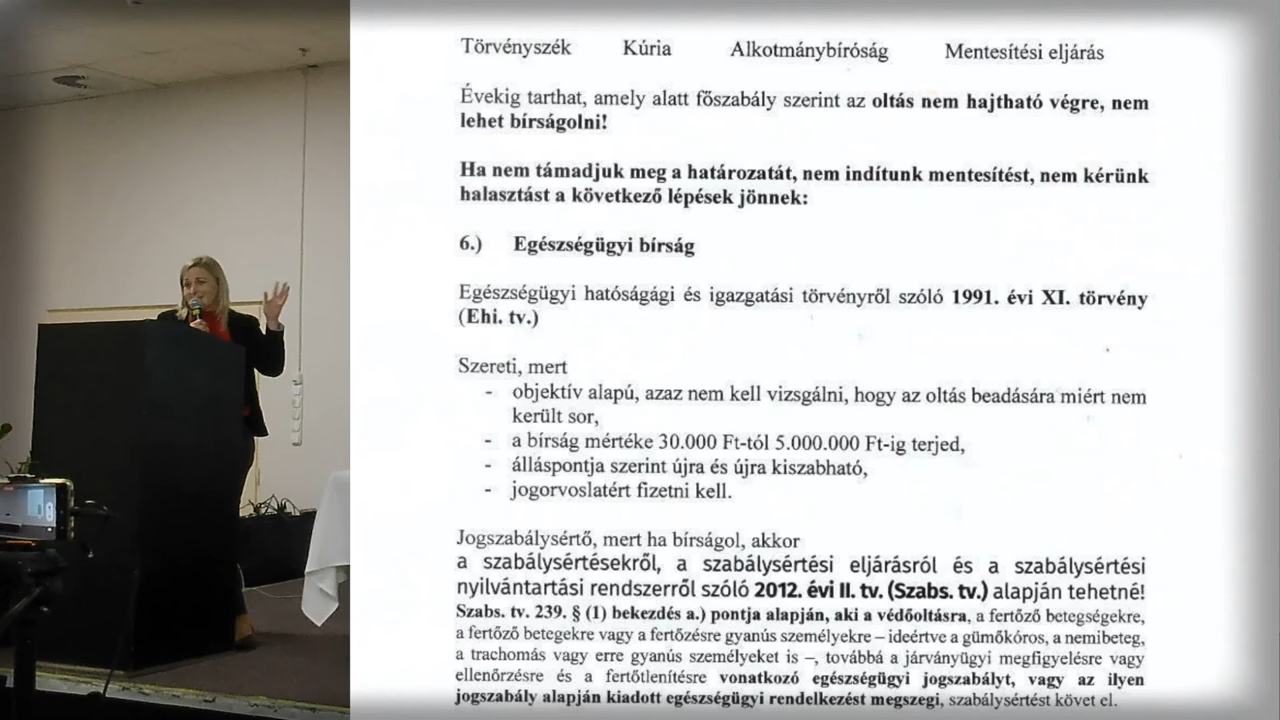 Törvényszék Kúria Alkotmánybíróság Mentesítési eljárás
Évekig tarthat, amely alatt főszabály szerint az oltás nem hajtható végre, nem
lehet bírságolni!
Ha nem támadjuk meg a határozatát, nem indítunk mentesítést, nem kérünk
halasztást a következő lépések jönnek:
6.) Egészségügyi bírság
Egészségügyi hatóságági és igazgatási törvényről szóló 1991. évi XI. törvény
(Ehi. tv.)
Szereti, mert
- objektív alapú, azaz nem kell vizsgálni, hogy az oltás beadására miért nem
került sor,
- a bírság mértéke 30.000 Ft-tól 5.000.000 Ft-ig terjed,
- álláspontja szerint újra és újra kiszabható,
- jogorvoslatért fizetni kell.
Jogszabálysértő, mert ha bírságol, akkor
a szabálysértésekről, a szabálysértési eljárásról és a szabálysértési
nyilvántartási rendszerről szóló 2012. évi II. tv. (Szabs. tv.) alapján tehetné!
Szabs. tv. 239. § (1) bekezdés a.) pontja alapján, aki a védőoltásra, a fertőző betegségekre,
a fertőző betegekre vagy a fertőzésre gyanús személyekre – ideértve a gümőkóros, a nemibeteg,
a trachomás vagy erre gyanús személyeket is –, továbbá a járványügyi megfigyelésre vagy
ellenőrzésre és a fertőtlenítésre vonatkozó egészségügyi jogszabályt, vagy az ilyen
jogszabály alapján kiadott egészségügyi rendelkezést megszegi, szabálysértést követ el.